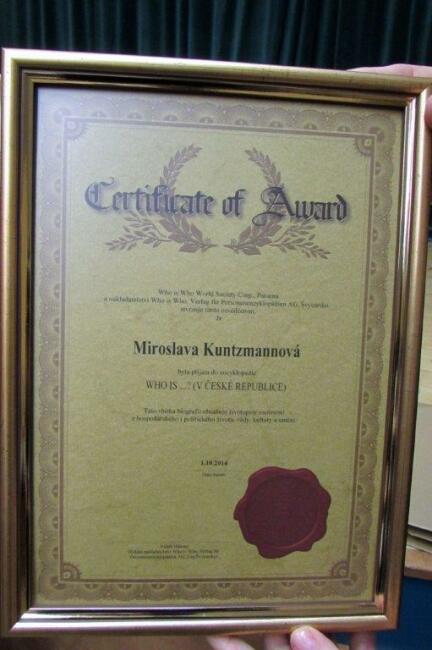 Certificate of Award
Who is Who World Society Corp., Panama
a nakladatelství Who is Who, Verlag für Personenenzyklopädien AG, Švýcarsko
stvrzuje tímto osvědčením,
že
Miroslava Kuntzmannová
byla přijata do encyklopedie
WHO IS ...? (V ČESKÉ REPUBLICE)
Tato sbírka biografií obsahuje životopisy osobností
z hospodářského i politického života, vědy, kultury a umění.
1.10.2014
Ralph Hübner